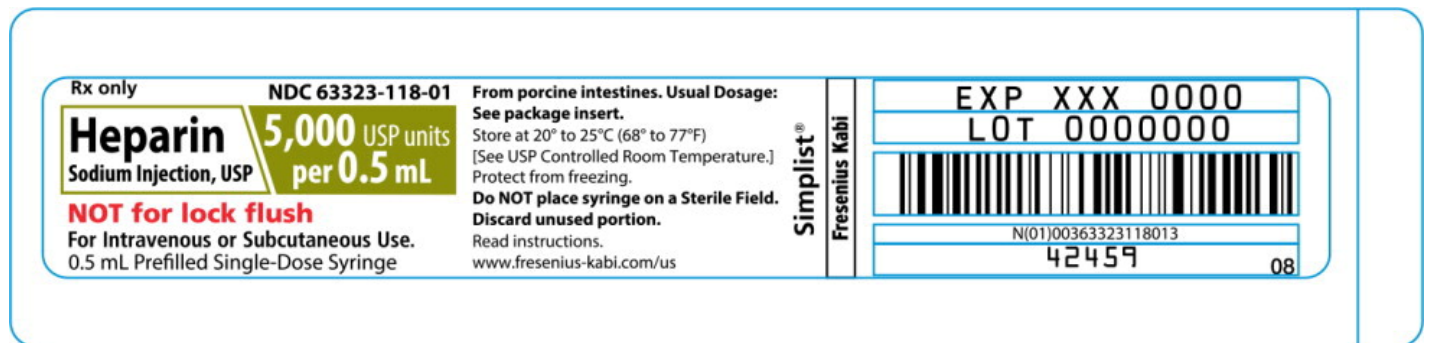 Rx only NDC 63323-118-01
Heparin
Sodium Injection, USP
5,000 USP units
per 0.5 mL
NOT for lock flush
For Intravenous or Subcutaneous Use.
0.5 mL Prefilled Single-Dose Syringe
From porcine intestines. Usual Dosage:
See package insert.
Store at 20° to 25°C (68° to 77°F)
[See USP Controlled Room Temperature.]
Protect from freezing.
Do NOT place syringe on a Sterile Field.
Discard unused portion.
Read instructions.
www.fresenius-kabi.com/us
Simplist®
Fresenius Kabi
EXP XXX 0000
LOT 0000000
N(01)00363323118013
42459
08